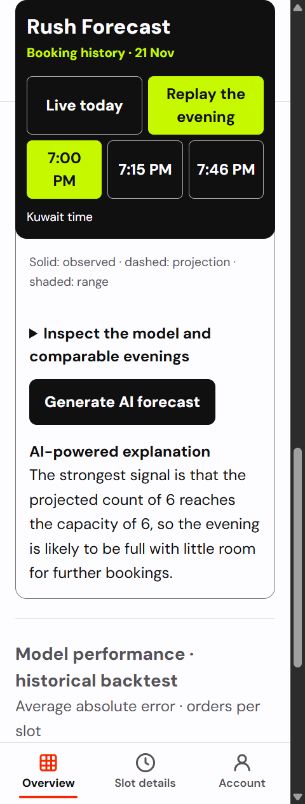 Rush Forecast
Booking history · 21 Nov
Live today
Replay the
evening
7:00
PM
7:15 PM
7:46 PM
Kuwait time
Solid: observed · dashed: projection ·
shaded: range
▶ Inspect the model and
comparable evenings
Generate AI forecast
AI-powered explanation
The strongest signal is that the
projected count of 6 reaches
the capacity of 6, so the evening
is likely to be full with little room
for further bookings.
Model performance ·
historical backtest
Average absolute error · orders per
slot
Overview
Slot details
Account